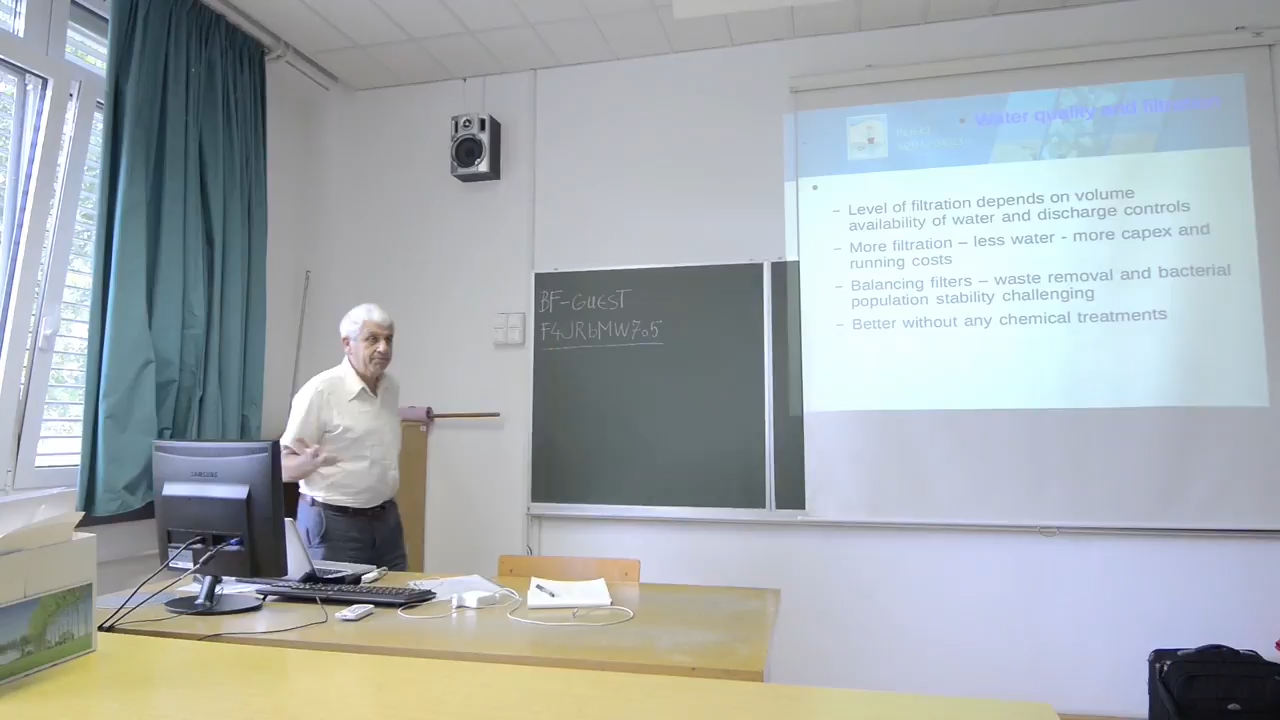 Water quality and filtration
Level of filtration depends on volume
availability of water and discharge controls
– More filtration – less water - more capex and
running costs
– Balancing filters – waste removal and bacterial
population stability challenging
– Better without any chemical treatments
BF-GUEST
F4JRbMW7o5
SAMSUNG